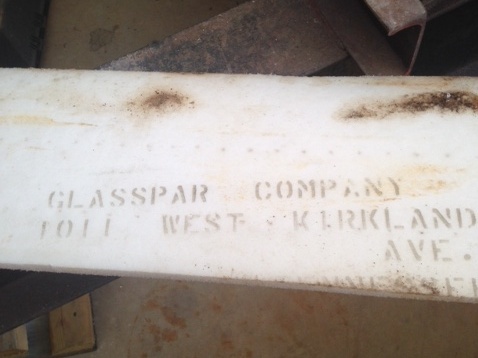 GLASSPAR COMPANY
1011 WEST KIRKLAND
AVE.